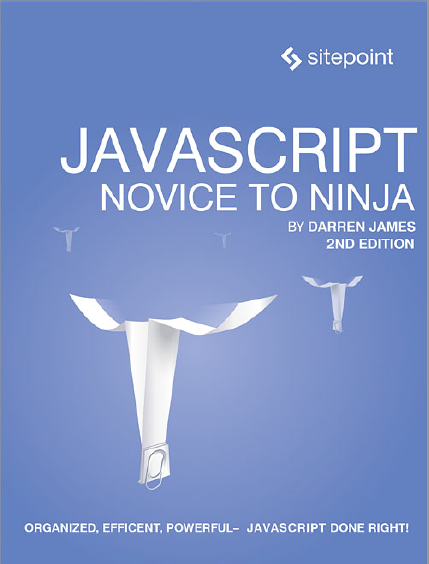 sitepoint
JAVASCRIPT
NOVICE TO NINJA
BY DARREN JAMES
2ND EDITION
ORGANIZED, EFFICENT, POWERFUL– JAVASCRIPT DONE RIGHT!